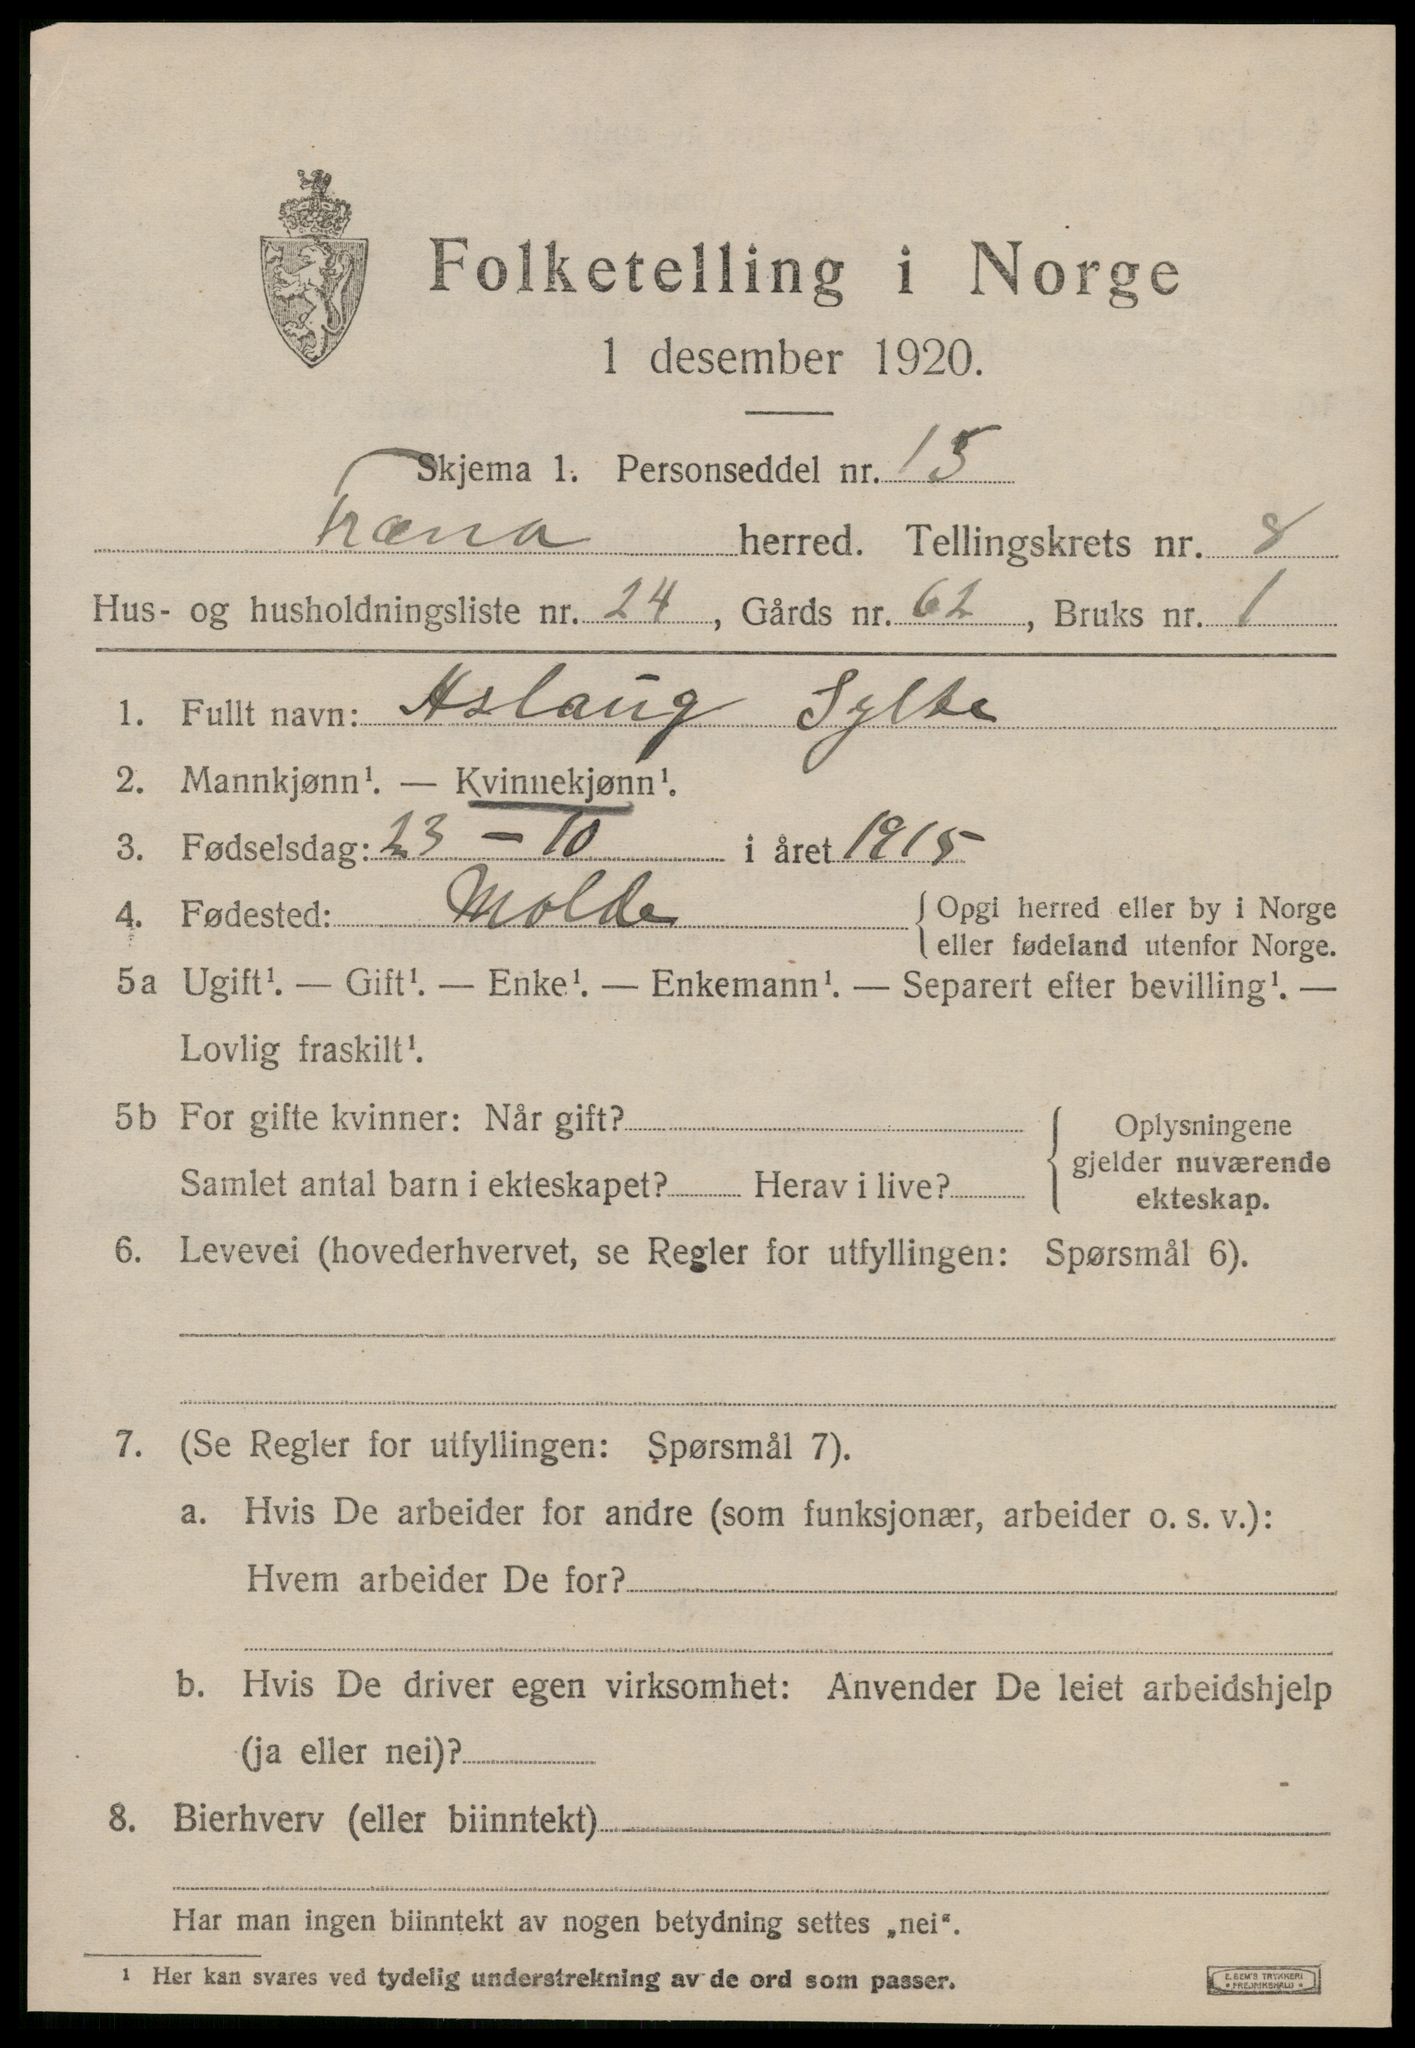 Folketelling i Norge
1 desember 1920.
Skjema 1. Personseddel nr. 15
Fræna herred. Tellingskrets nr. 8
Hus- og husholdningsliste nr. 24, Gårds nr. 62, Bruks nr. 1
1. Fullt navn: Aslaug Sylte
2. Mannkjønn¹. — Kvinnekjønn¹.
3. Fødselsdag: 23 – 10 i året 1915
4. Fødested: Molde
{Opgi herred eller by i Norge
eller fødeland utenfor Norge.
5a Ugift¹. — Gift¹. — Enke¹. — Enkemann¹. — Separert efter bevilling¹. —
Lovlig fraskilt¹.
5b For gifte kvinner: Når gift?
Samlet antal barn i ekteskapet? Herav i live?
{Oplysningene
gjelder nuværende
ekteskap.
6. Levevei (hovederhvervet, se Regler for utfyllingen: Spørsmål 6).
7. (Se Regler for utfyllingen: Spørsmål 7).
a. Hvis De arbeider for andre (som funksjonær, arbeider o. s. v.):
Hvem arbeider De for?
b. Hvis De driver egen virksomhet: Anvender De leiet arbeidshjelp
(ja eller nei)?
8. Bierhverv (eller biinntekt)
Har man ingen biinntekt av nogen betydning settes „nei“.
¹ Her kan svares ved tydelig understrekning av de ord som passer.
E. SEM'S TRYKKERI
* FREDRIKSHALD *